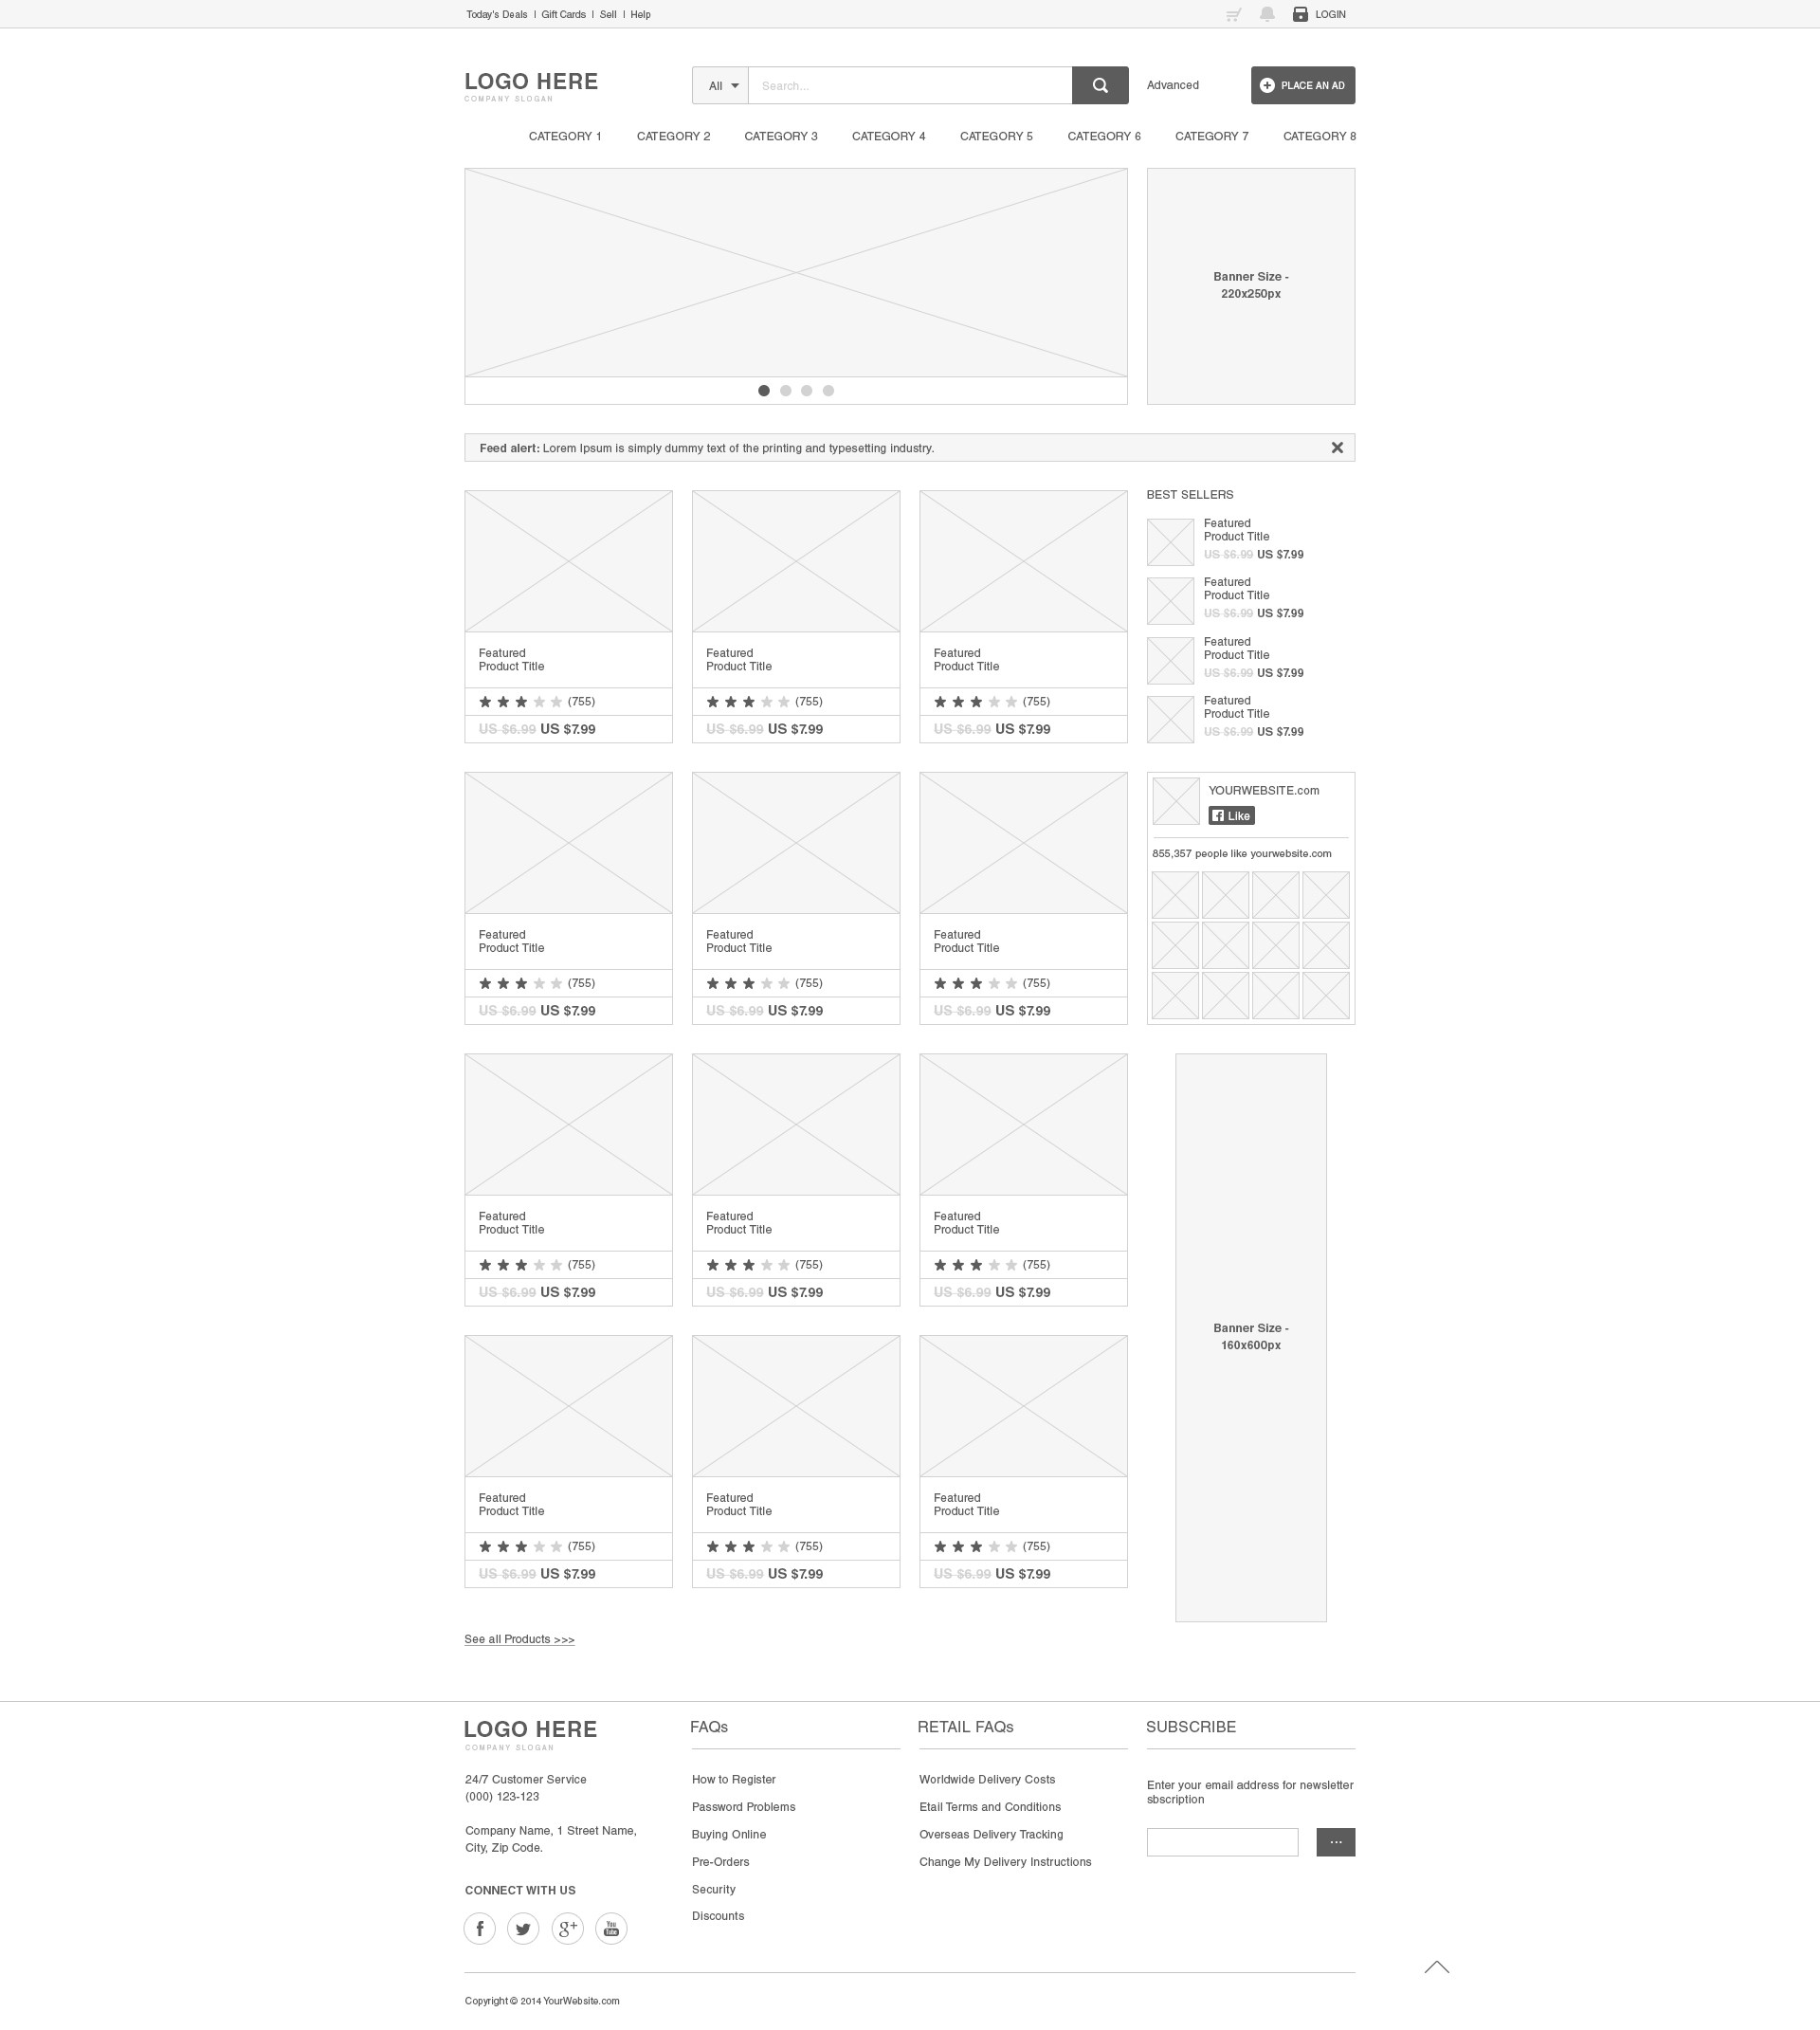 Today's Deals | Gift Cards | Sell | Help
LOGIN
LOGO HERE
COMPANY SLOGAN
All
Search...
Advanced
PLACE AN AD
CATEGORY 1 CATEGORY 2 CATEGORY 3 CATEGORY 4 CATEGORY 5 CATEGORY 6 CATEGORY 7 CATEGORY 8
Banner Size -
220x250px
Feed alert: Lorem Ipsum is simply dummy text of the printing and typesetting industry.
Featured
Product Title
(755)
US $6.99 US $7.99
Featured
Product Title
(755)
US $6.99 US $7.99
Featured
Product Title
(755)
US $6.99 US $7.99
BEST SELLERS
Featured
Product Title
US $6.99 US $7.99
Featured
Product Title
US $6.99 US $7.99
Featured
Product Title
US $6.99 US $7.99
Featured
Product Title
US $6.99 US $7.99
Featured
Product Title
(755)
US $6.99 US $7.99
Featured
Product Title
(755)
US $6.99 US $7.99
Featured
Product Title
(755)
US $6.99 US $7.99
YOURWEBSITE.com
f Like
855,357 people like yourwebsite.com
Featured
Product Title
(755)
US $6.99 US $7.99
Featured
Product Title
(755)
US $6.99 US $7.99
Featured
Product Title
(755)
US $6.99 US $7.99
Banner Size -
160x600px
Featured
Product Title
(755)
US $6.99 US $7.99
Featured
Product Title
(755)
US $6.99 US $7.99
Featured
Product Title
(755)
US $6.99 US $7.99
See all Products >>>
LOGO HERE
COMPANY SLOGAN
24/7 Customer Service
(000) 123-123
Company Name, 1 Street Name,
City, Zip Code.
CONNECT WITH US
f
g+
You
Tube
FAQs
How to Register
Password Problems
Buying Online
Pre-Orders
Security
Discounts
RETAIL FAQs
Worldwide Delivery Costs
Etail Terms and Conditions
Overseas Delivery Tracking
Change My Delivery Instructions
SUBSCRIBE
Enter your email address for newsletter
sbscription
...
Copyright © 2014 YourWebsite.com